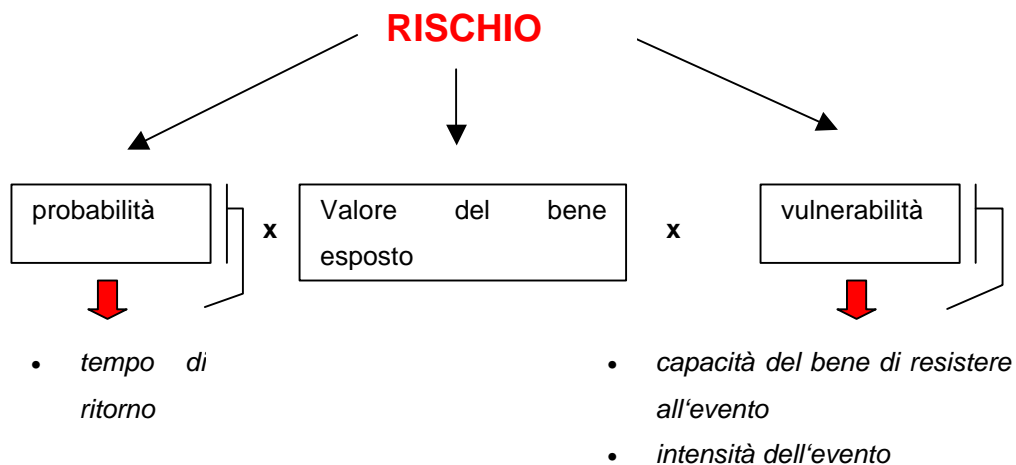 RISCHIO
probabilità
x
Valore del bene
esposto
x
vulnerabilità
• tempo di
ritorno
• capacità del bene di resistere
all‘evento
• intensità dell‘evento